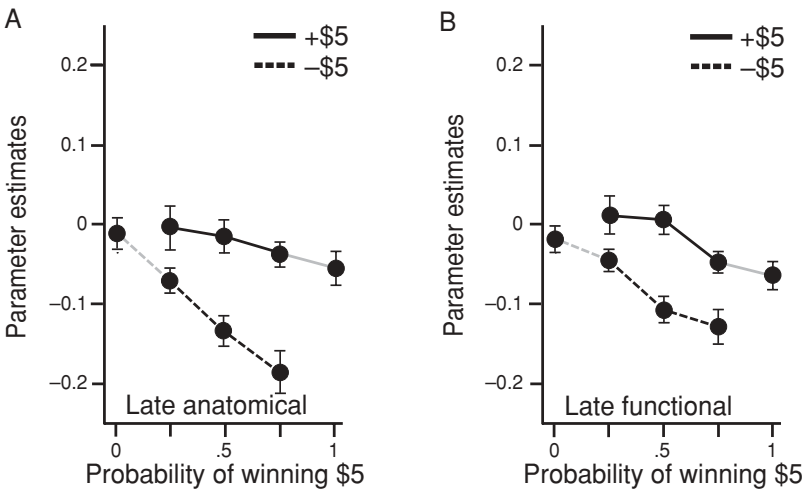 A
+$5
–$5
0.2
0.1
0
–0.1
–0.2
Parameter estimates
Late anatomical
0
.5
1
Probability of winning $5
B
+$5
–$5
0.2
0.1
0
–0.1
–0.2
Parameter estimates
Late functional
0
.5
1
Probability of winning $5